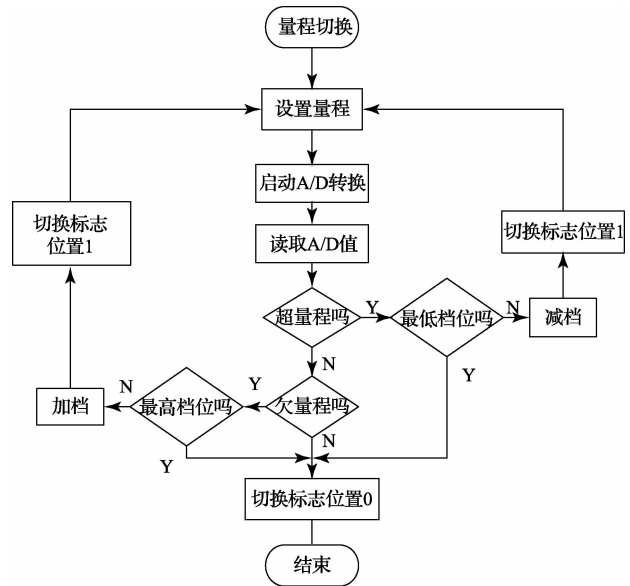 量程切换
设置量程
启动A/D转换
切换标志
位置1
切换标志位置1
读取A/D值
超量程吗
Y
最低档位吗
N
减档
N
Y
加档
N
最高档位吗
Y
欠量程吗
N
Y
切换标志位置0
结束